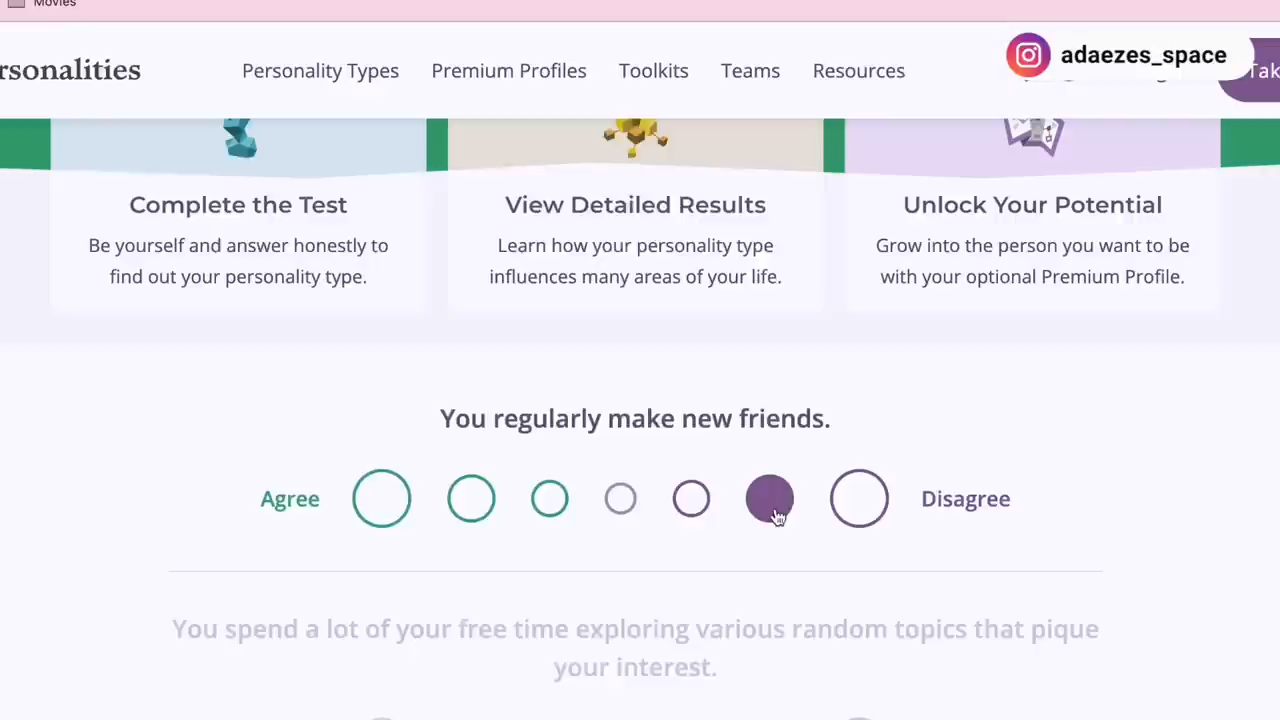 Movies
rsonalities
Personality Types
Premium Profiles
Toolkits
Teams
Resources
adaezes_space
Tak
Complete the Test
Be yourself and answer honestly to
find out your personality type.
View Detailed Results
Learn how your personality type
influences many areas of your life.
Unlock Your Potential
Grow into the person you want to be
with your optional Premium Profile.
You regularly make new friends.
Agree
Disagree
You spend a lot of your free time exploring various random topics that pique
your interest.